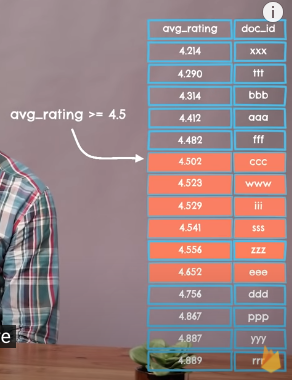 avg_rating doc_id
4.214 xxx
4.290 ttt
4.314 bbb
4.412 aaa
avg_rating >= 4.5
4.482 fff
4.502 ccc
4.523 www
4.529 iii
4.541 sss
4.556 zzz
4.652 eee
4.756 ddd
4.867 ppp
e
4.887 yyy
4.889 rrr